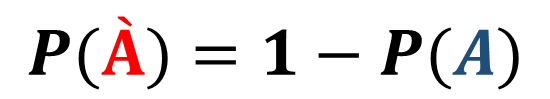 P(À) = 1 − P(A)